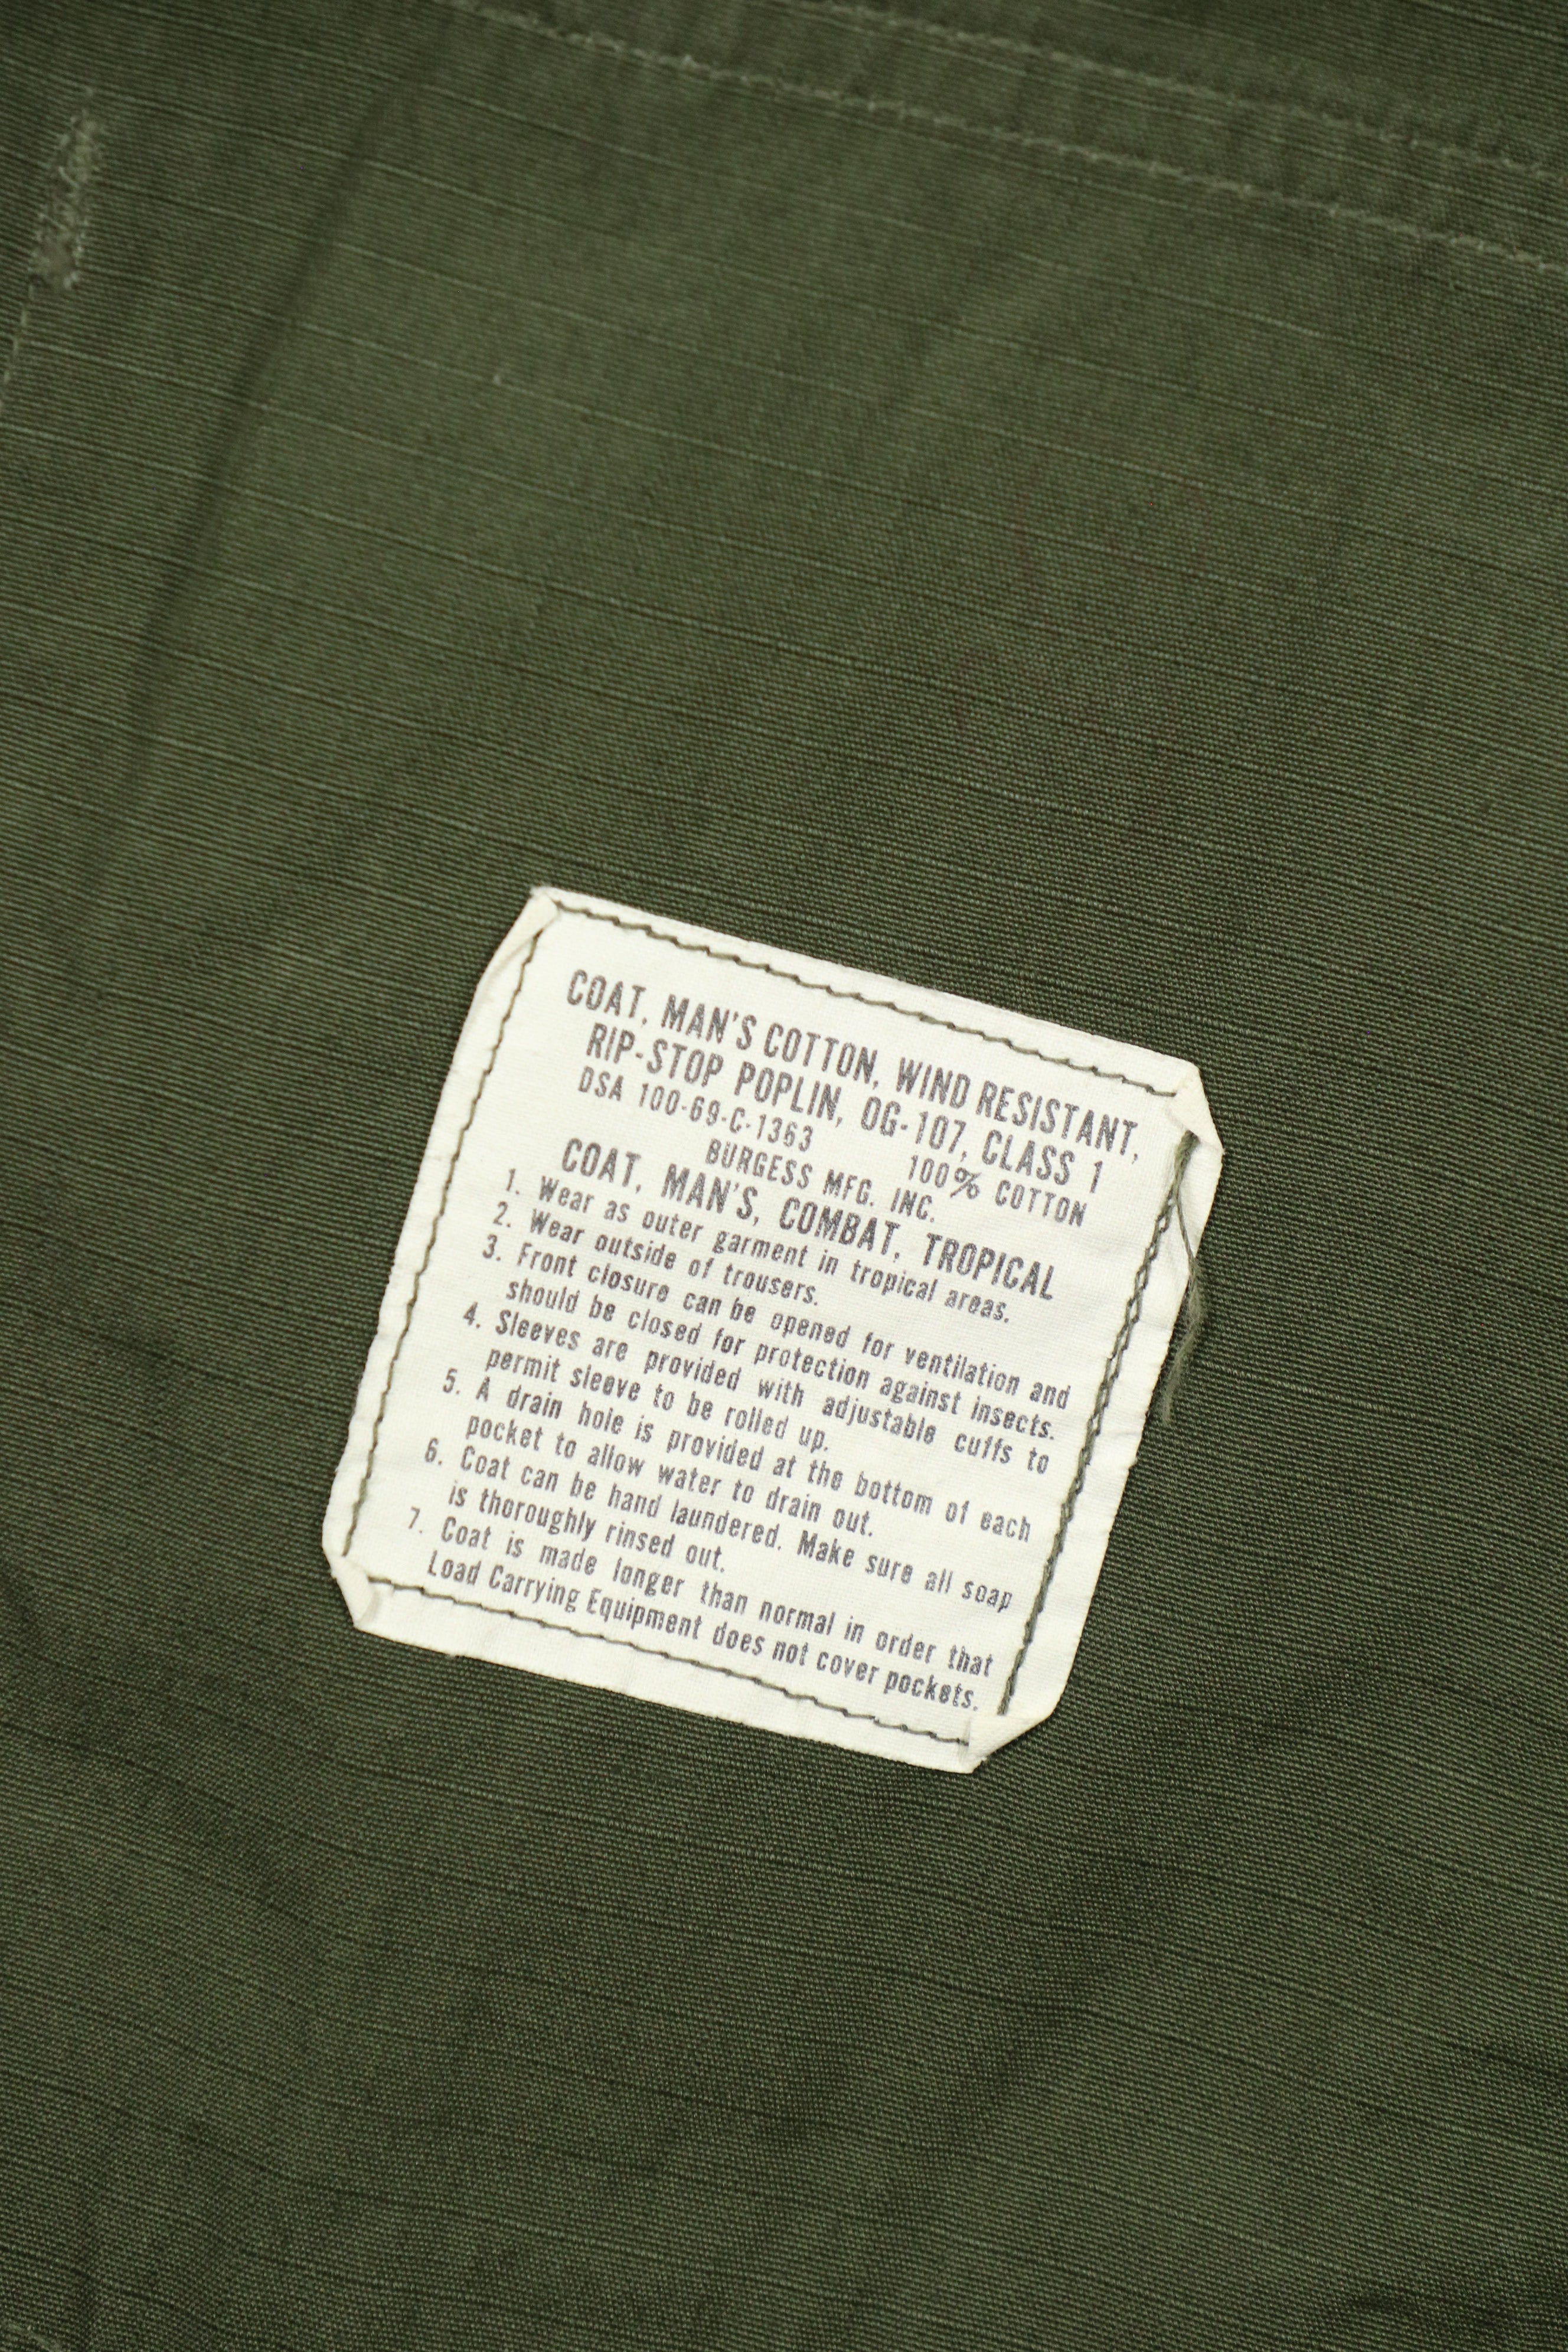 COAT, MAN'S COTTON, WIND RESISTANT,
RIP-STOP POPLIN, OG-107, CLASS 1
DSA 100-69-C-1363 100% COTTON
BURGESS MFG. INC.
COAT, MAN'S, COMBAT, TROPICAL
1. Wear as outer garment in tropical areas.
2. Wear outside of trousers.
3. Front closure can be opened for ventilation and
should be closed for protection against insects.
4. Sleeves are provided with adjustable cuffs to
permit sleeve to be rolled up.
5. A drain hole is provided at the bottom of each
pocket to allow water to drain out.
6. Coat can be hand laundered. Make sure all soap
is thoroughly rinsed out.
7. Coat is made longer than normal in order that
Load Carrying Equipment does not cover pockets.